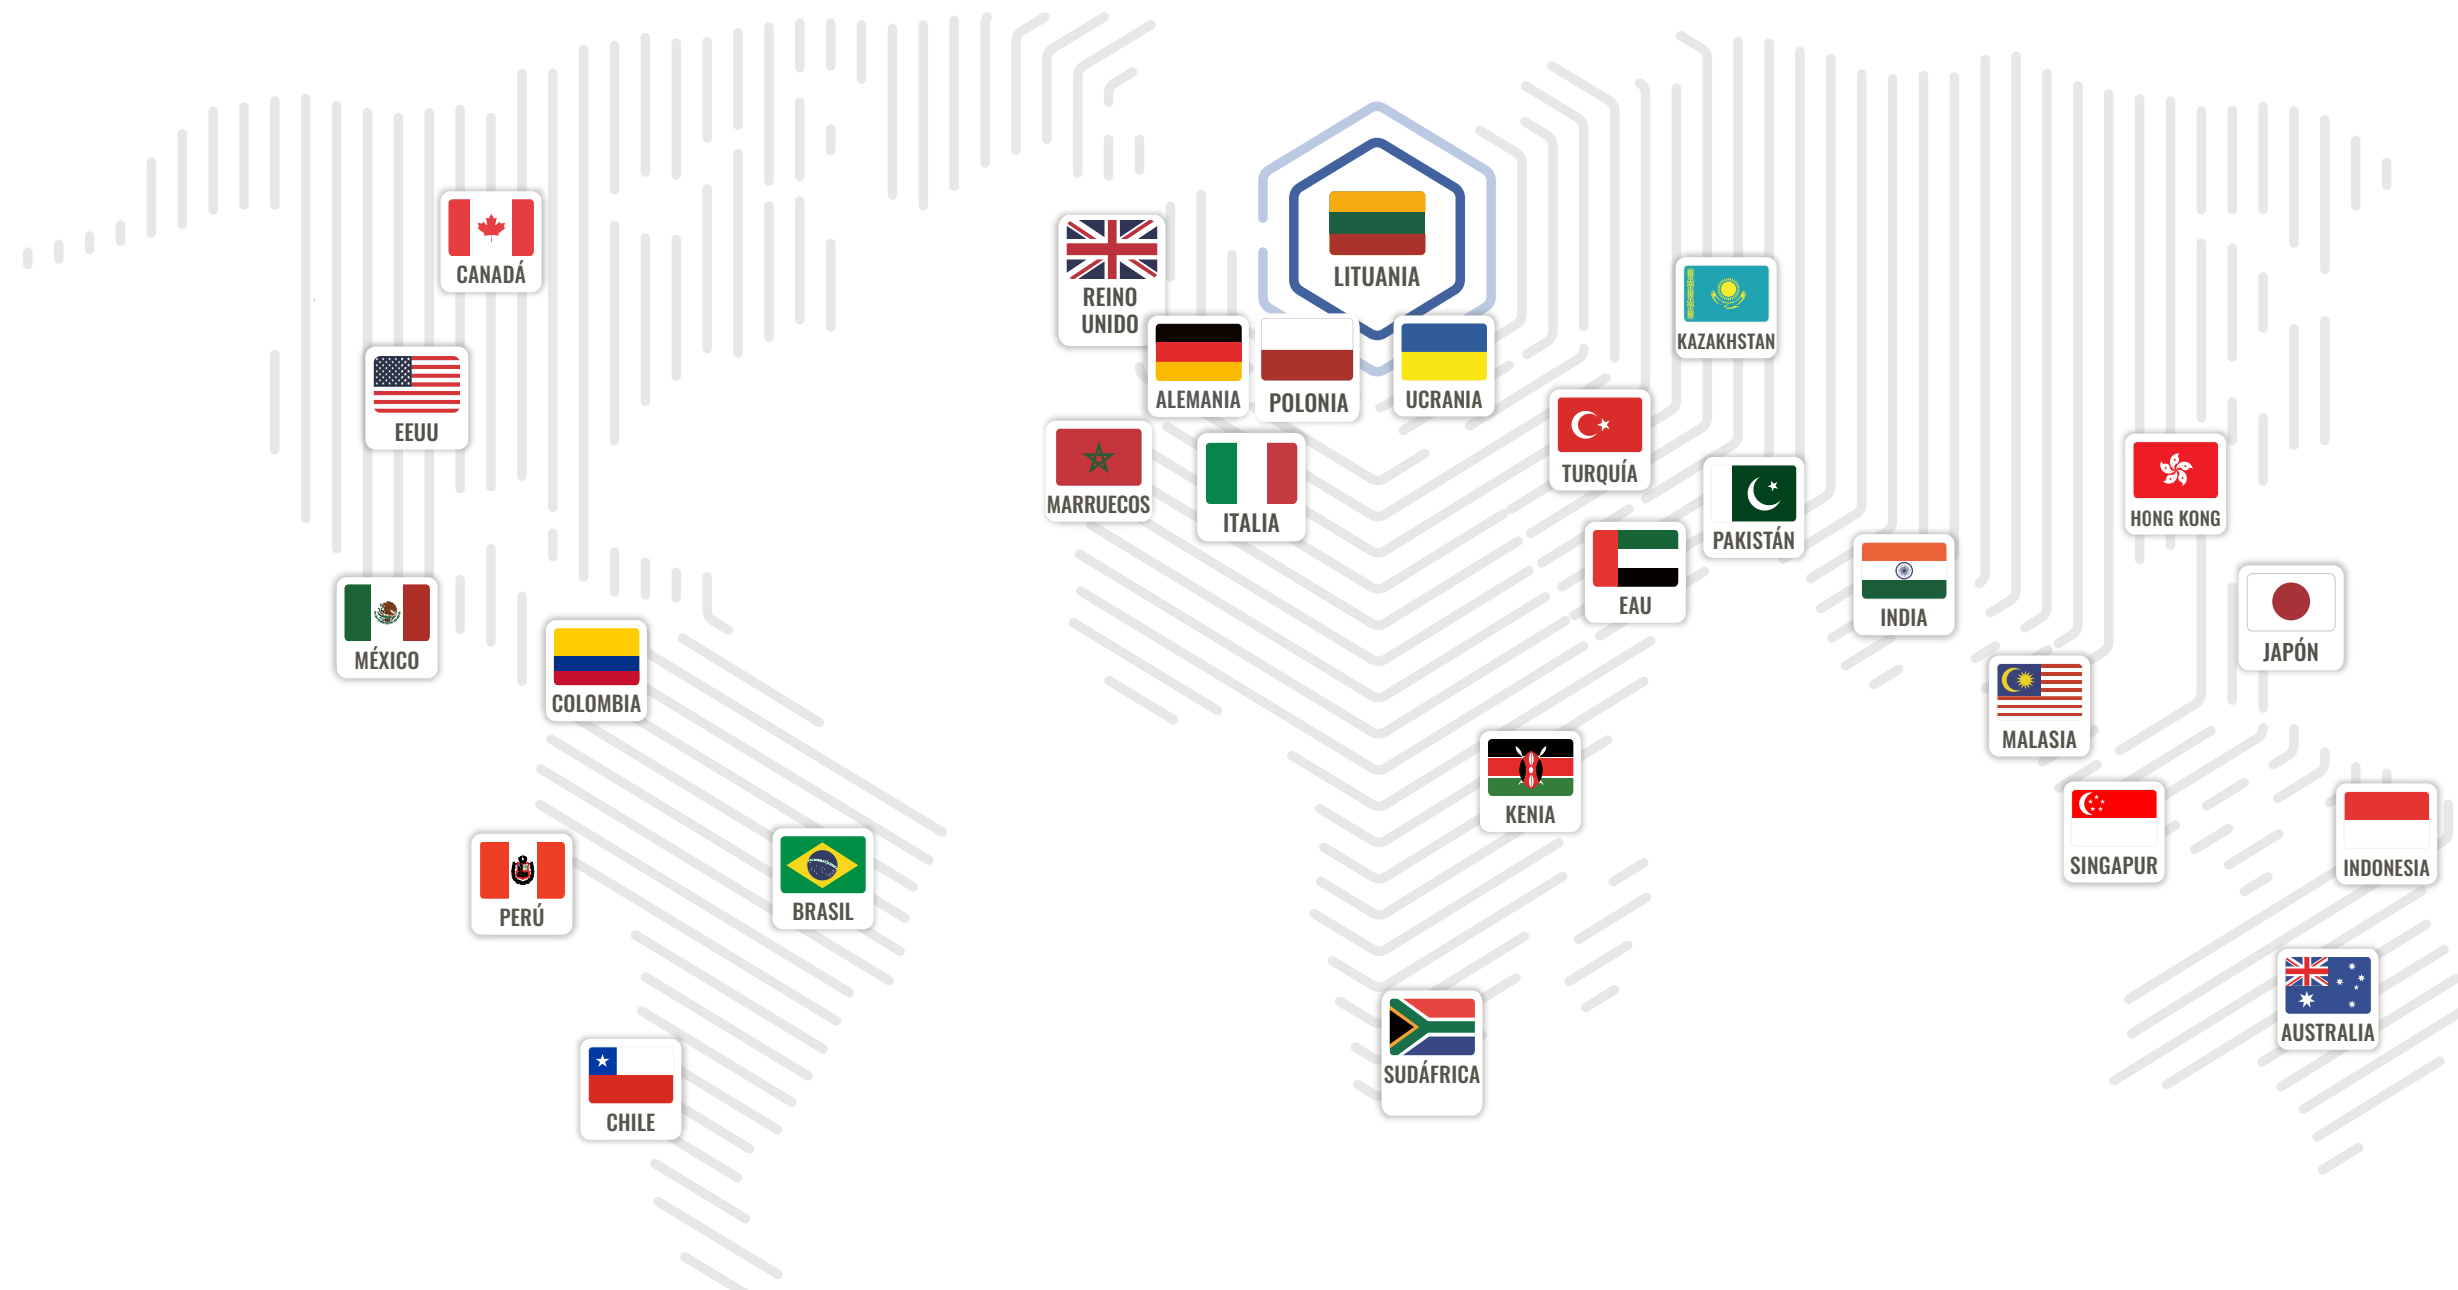 CANADÁ
LITUANIA
REINO
UNIDO
KAZAKHSTAN
ALEMANIA
POLONIA
UCRANIA
EEUU
TURQUÍA
MARRUECOS
ITALIA
HONG KONG
PAKISTÁN
EAU
INDIA
JAPÓN
MÉXICO
COLOMBIA
MALASIA
KENIA
SINGAPUR
INDONESIA
PERÚ
BRASIL
AUSTRALIA
SUDÁFRICA
CHILE